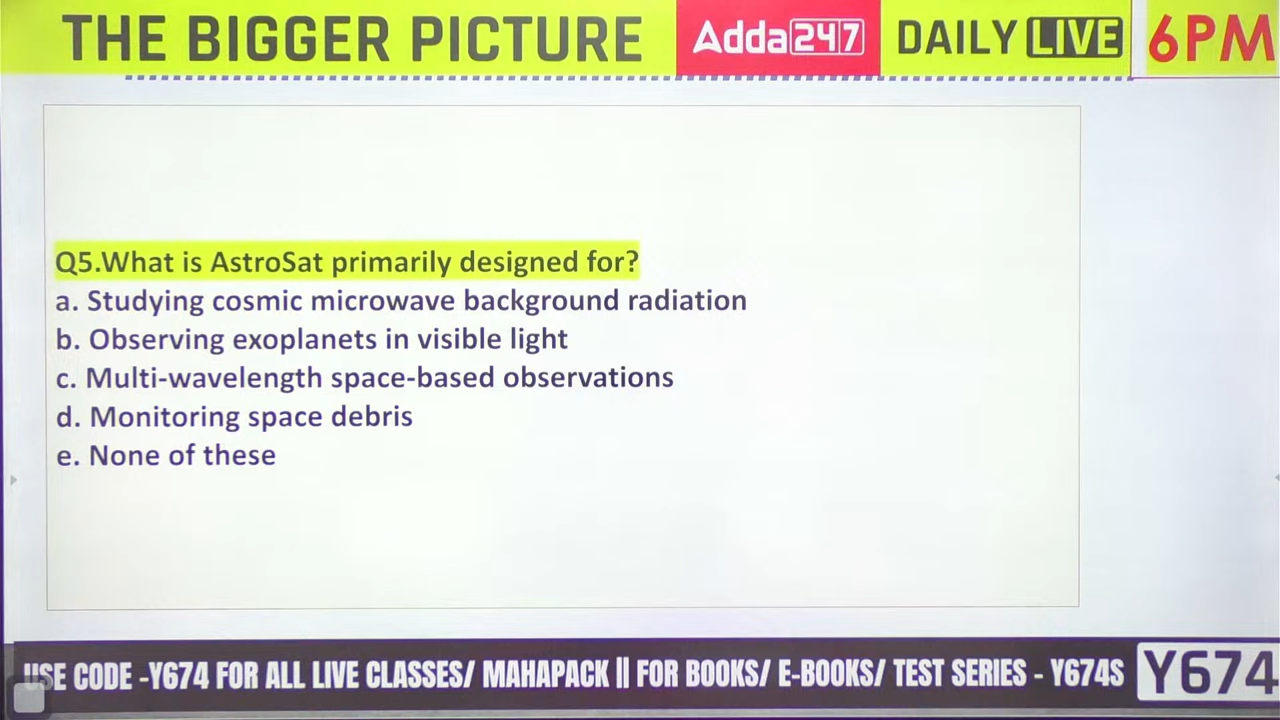 THE BIGGER PICTURE Adda247 DAILY LIVE 6PM
Q5.What is AstroSat primarily designed for?
a. Studying cosmic microwave background radiation
b. Observing exoplanets in visible light
c. Multi-wavelength space-based observations
d. Monitoring space debris
e. None of these
USE CODE -Y674 FOR ALL LIVE CLASSES/ MAHAPACK || FOR BOOKS/ E-BOOKS/ TEST SERIES - Y674S Y674